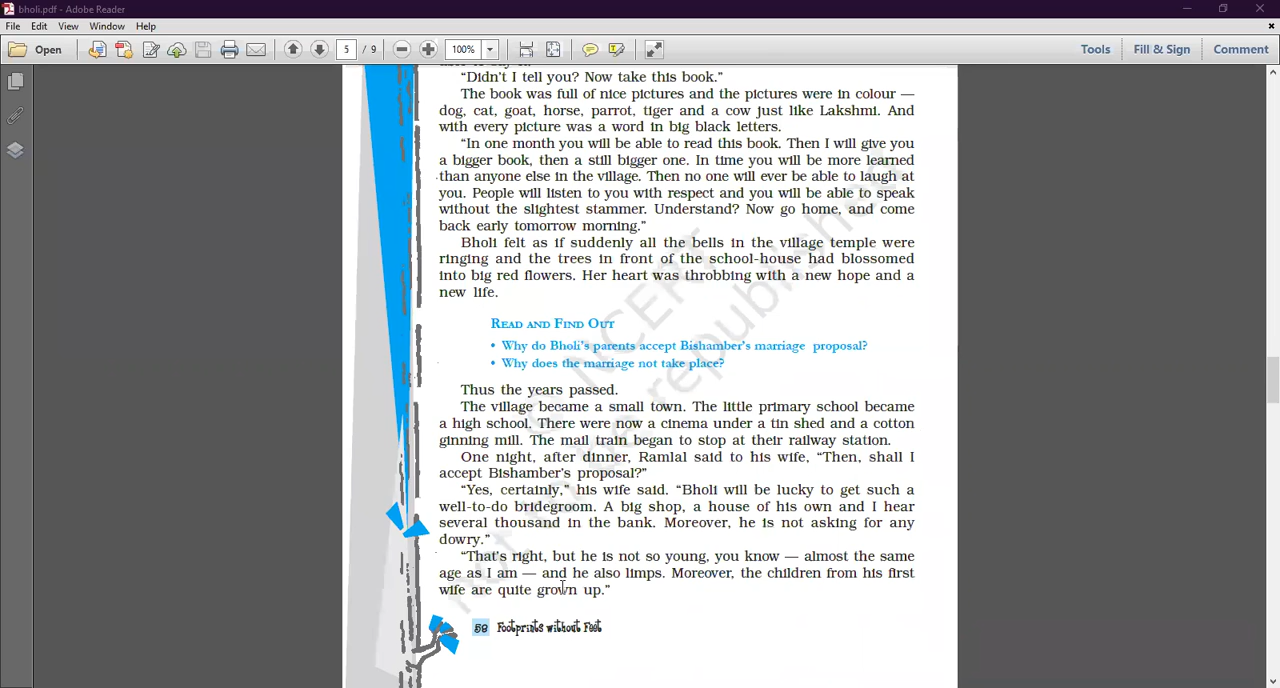 bholi.pdf - Adobe Reader
File Edit View Window Help
Open 5 / 9 100% Tools Fill & Sign Comment
“Didn’t I tell you? Now take this book.”
The book was full of nice pictures and the pictures were in colour —
dog, cat, goat, horse, parrot, tiger and a cow just like Lakshmi. And
with every picture was a word in big black letters.
“In one month you will be able to read this book. Then I will give you
a bigger book, then a still bigger one. In time you will be more learned
than anyone else in the village. Then no one will ever be able to laugh at
you. People will listen to you with respect and you will be able to speak
without the slightest stammer. Understand? Now go home, and come
back early tomorrow morning.”
Bholi felt as if suddenly all the bells in the village temple were
ringing and the trees in front of the school-house had blossomed
into big red flowers. Her heart was throbbing with a new hope and a
new life.
READ AND FIND OUT
• Why do Bholi’s parents accept Bishamber’s marriage proposal?
• Why does the marriage not take place?
Thus the years passed.
The village became a small town. The little primary school became
a high school. There were now a cinema under a tin shed and a cotton
ginning mill. The mail train began to stop at their railway station.
One night, after dinner, Ramlal said to his wife, “Then, shall I
accept Bishamber’s proposal?”
“Yes, certainly,” his wife said. “Bholi will be lucky to get such a
well-to-do bridegroom. A big shop, a house of his own and I hear
several thousand in the bank. Moreover, he is not asking for any
dowry.”
“That’s right, but he is not so young, you know — almost the same
age as I am — and he also limps. Moreover, the children from his first
wife are quite grown up.”
58 Footprints without Feet
NCERT
not to be republished